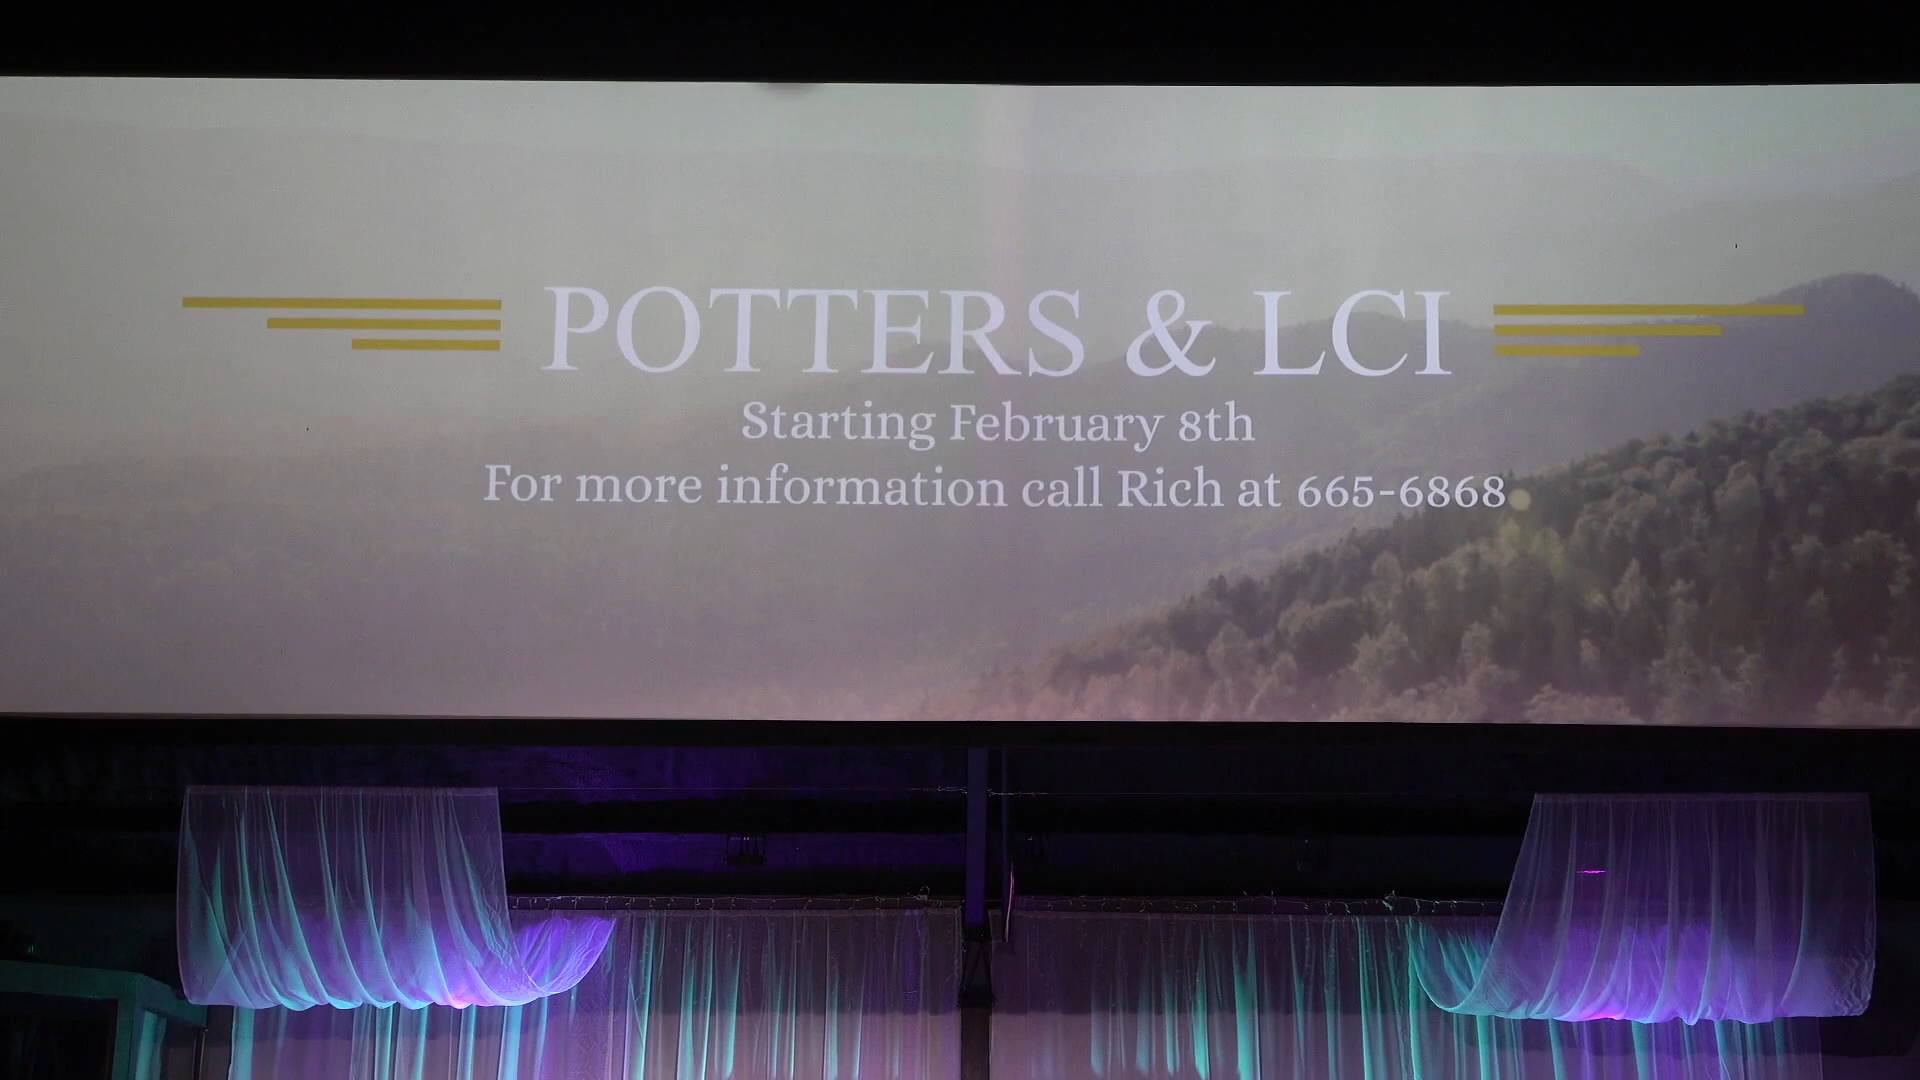 POTTERS & LCI
Starting February 8th
For more information call Rich at 665-6868